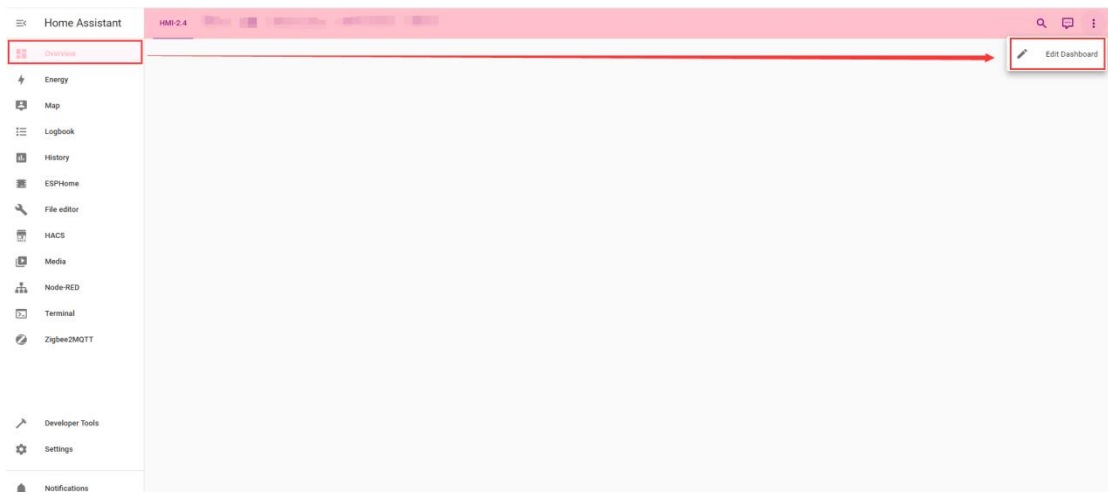 Home Assistant
HMI-2.4
Overview
Edit Dashboard
Energy
Map
Logbook
History
ESPHome
File editor
HACS
Media
Node-RED
Terminal
Zigbee2MQTT
Developer Tools
Settings
Notifications